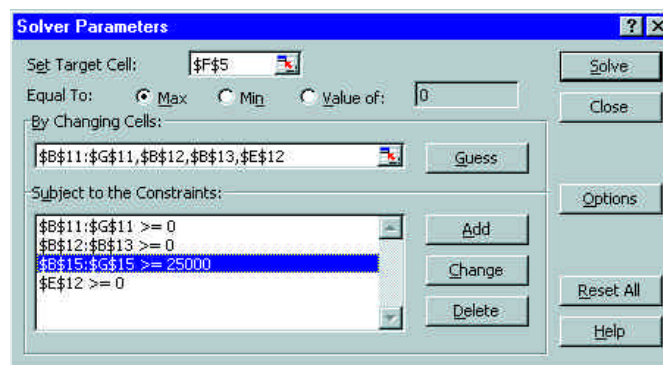 Solver Parameters
Set Target Cell: $F$5 Solve
Equal To: Max Min Value of: 0 Close
By Changing Cells:
$B$11:$G$11,$B$12,$B$13,$E$12 Guess
Subject to the Constraints: Options
$B$11:$G$11 >= 0 Add
$B$12:$B$13 >= 0
$B$15:$G$15 >= 25000 Change
$E$12 >= 0 Reset All
Delete
Help